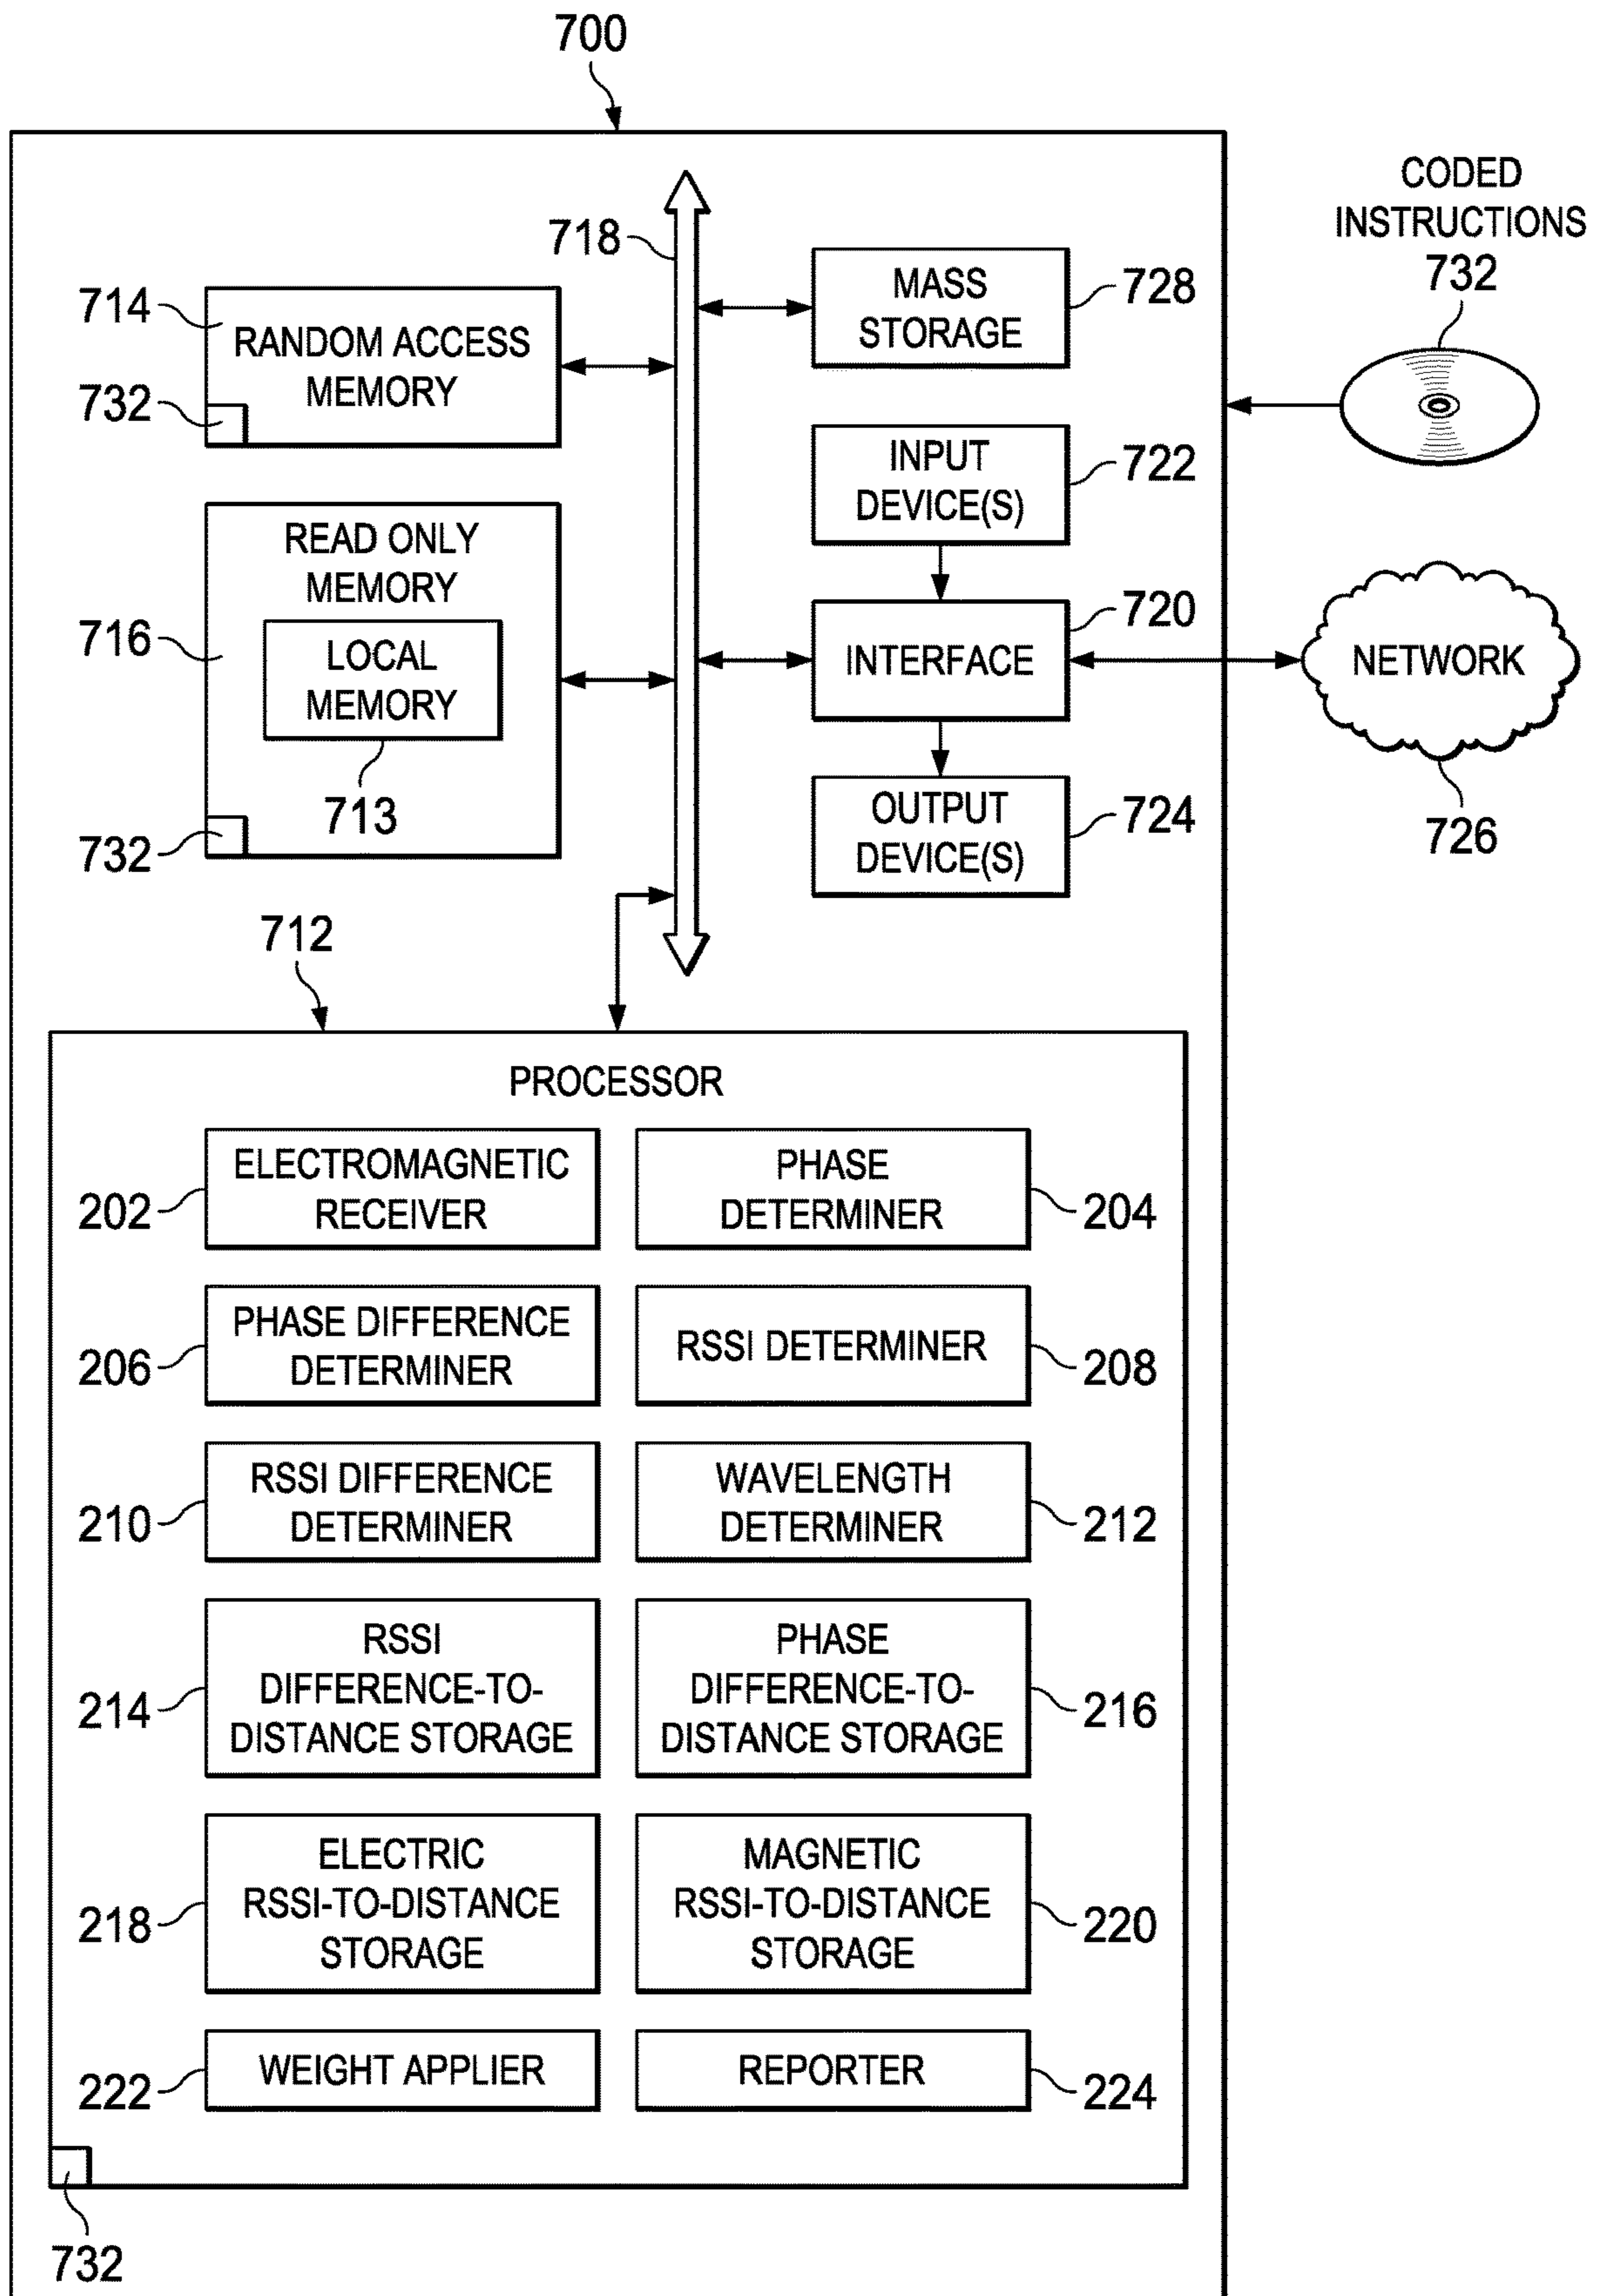 700
CODED
INSTRUCTIONS
732
718
714
RANDOM ACCESS
MEMORY
732
MASS
STORAGE
728
INPUT
DEVICE(S)
722
READ ONLY
MEMORY
716
LOCAL
MEMORY
713
732
INTERFACE
720
NETWORK
726
OUTPUT
DEVICE(S)
724
712
PROCESSOR
ELECTROMAGNETIC
RECEIVER
202
PHASE
DETERMINER
204
PHASE DIFFERENCE
DETERMINER
206
RSSI DETERMINER
208
RSSI DIFFERENCE
DETERMINER
210
WAVELENGTH
DETERMINER
212
RSSI
DIFFERENCE-TO-
DISTANCE STORAGE
214
PHASE
DIFFERENCE-TO-
DISTANCE STORAGE
216
ELECTRIC
RSSI-TO-DISTANCE
STORAGE
218
MAGNETIC
RSSI-TO-DISTANCE
STORAGE
220
WEIGHT APPLIER
222
REPORTER
224
732